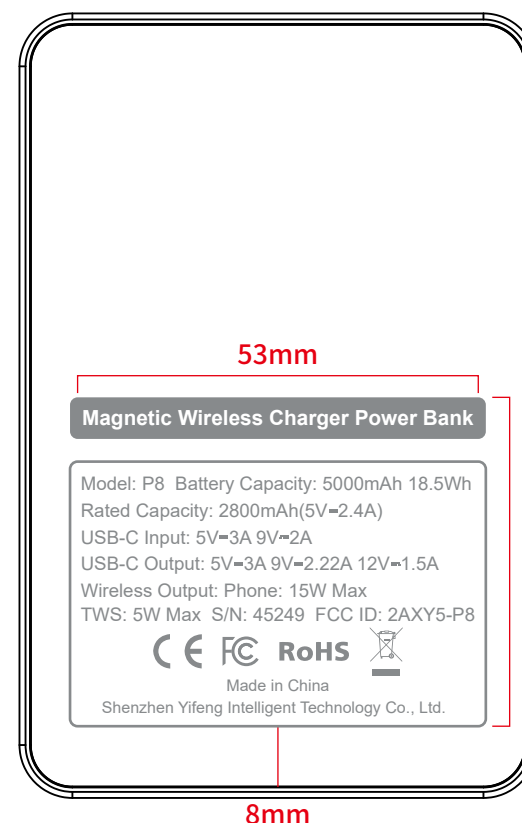 53mm
Magnetic Wireless Charger Power Bank
Model: P8 Battery Capacity: 5000mAh 18.5Wh
Rated Capacity: 2800mAh(5V⎓2.4A)
USB-C Input: 5V⎓3A 9V⎓2A
USB-C Output: 5V⎓3A 9V⎓2.22A 12V⎓1.5A
Wireless Output: Phone: 15W Max
TWS: 5W Max S/N: 45249 FCC ID: 2AXY5-P8
CE FC RoHS
Made in China
Shenzhen Yifeng Intelligent Technology Co., Ltd.
8mm